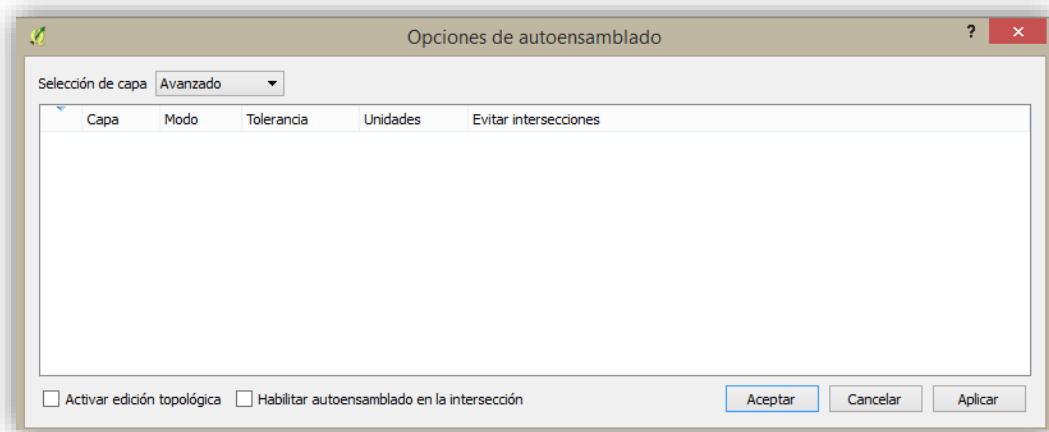 Opciones de autoensamblado ? ×
Selección de capa Avanzado
Capa Modo Tolerancia Unidades Evitar intersecciones
Activar edición topológica Habilitar autoensamblado en la intersección Aceptar Cancelar Aplicar